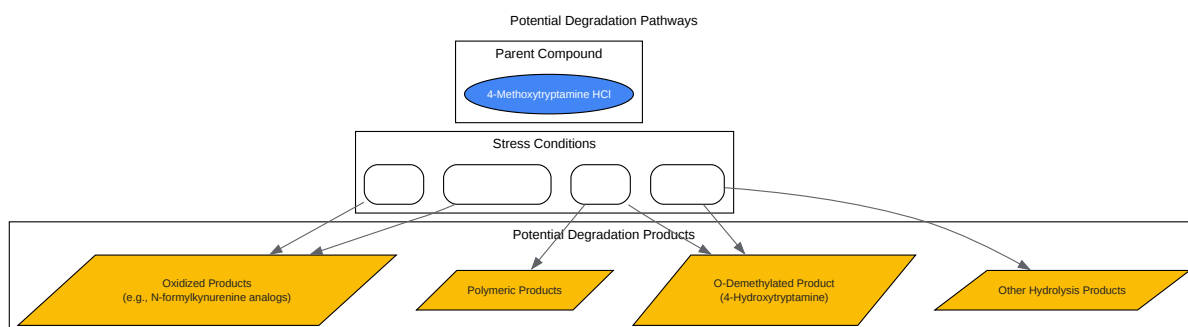 Potential Degradation Pathways
Parent Compound
4-Methoxytryptamine HCl
Stress Conditions
Potential Degradation Products
Oxidized Products
(e.g., N-formylkynurenine analogs)
Polymeric Products
O-Demethylated Product
(4-Hydroxytryptamine)
Other Hydrolysis Products